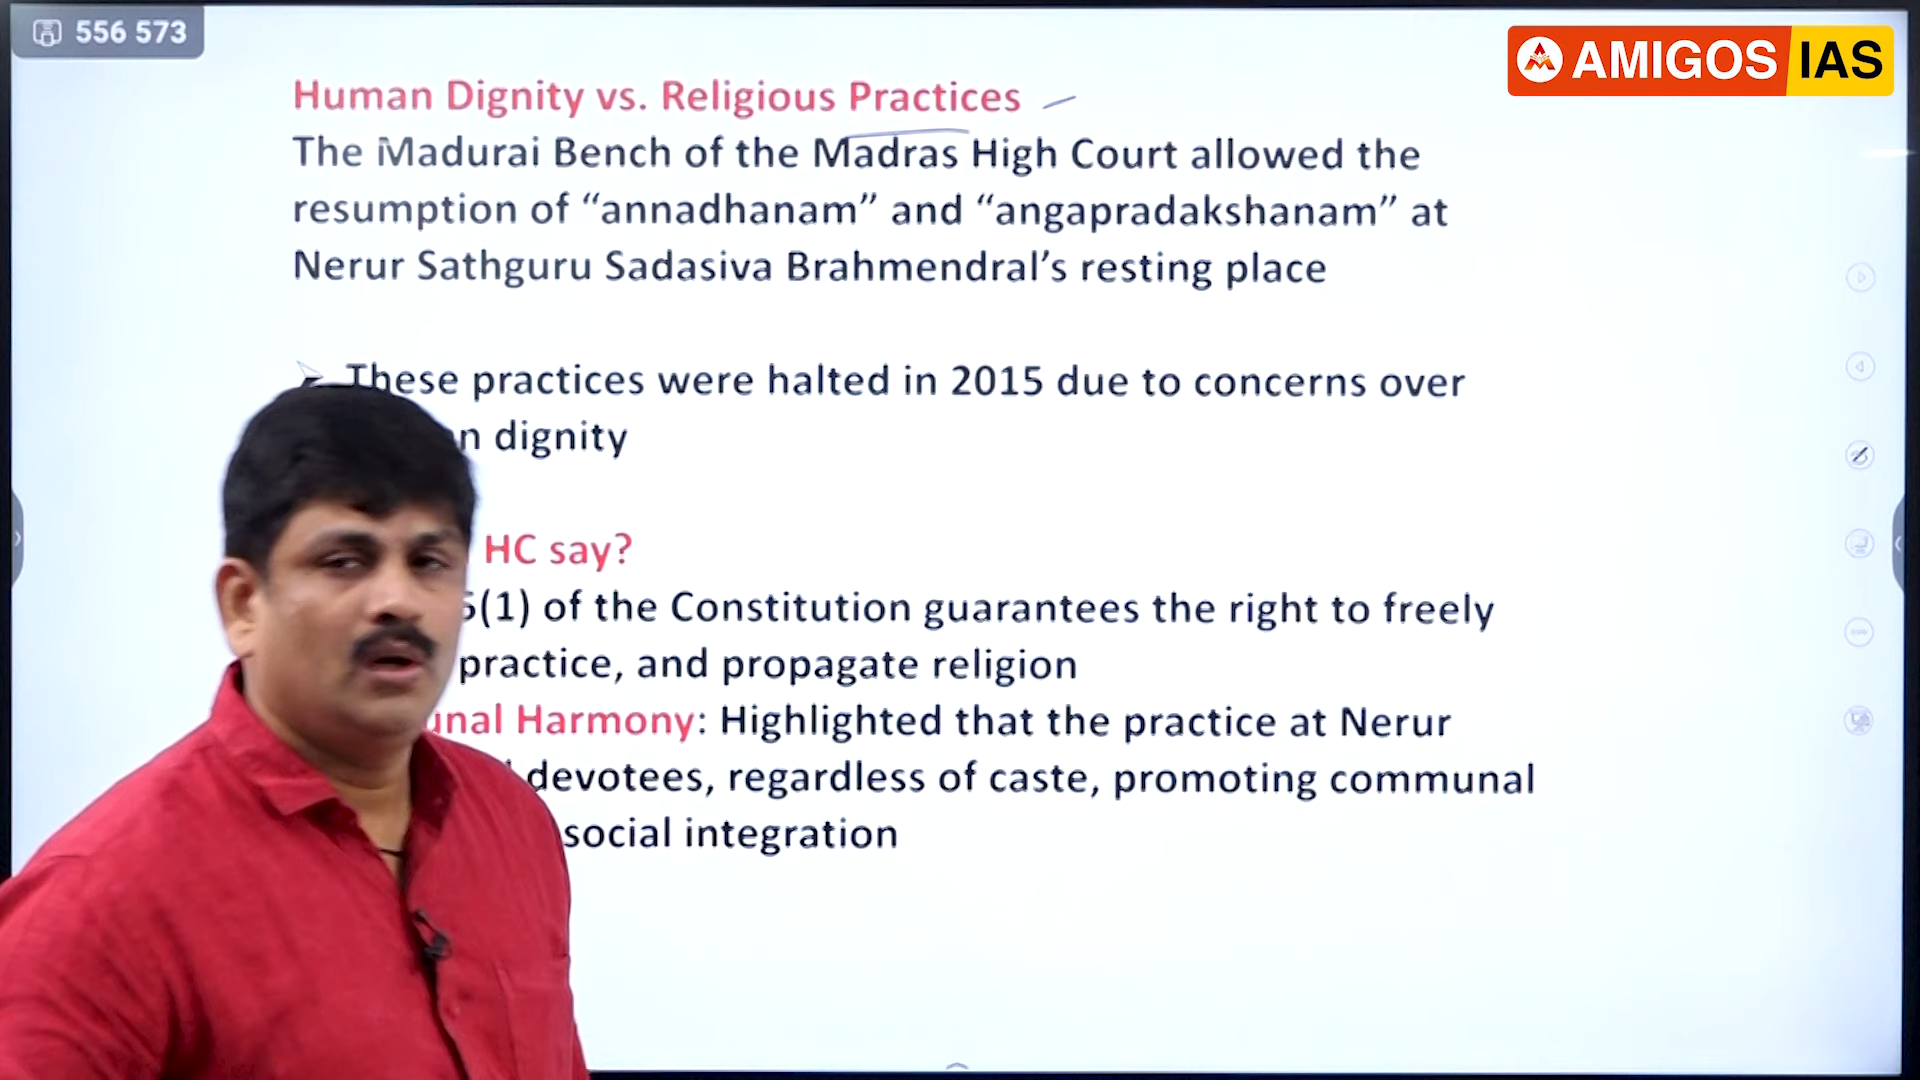 556 573
AMIGOS IAS
Human Dignity vs. Religious Practices
The Madurai Bench of the Madras High Court allowed the
resumption of “annadhanam” and “angapradakshanam” at
Nerur Sathguru Sadasiva Brahmendral’s resting place
These practices were halted in 2015 due to concerns over
dignity
HC say?
(1) of the Constitution guarantees the right to freely
practice, and propagate religion
Harmony: Highlighted that the practice at Nerur
devotees, regardless of caste, promoting communal
social integration